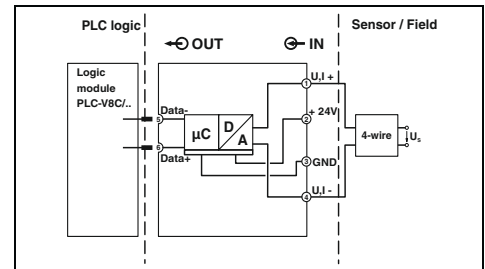 PLC logic
Sensor / Field
OUT
IN
Logic
module
PLC-V8C/..
U,I +
1
Data-
5
+ 24V
2
µC
D
A
4-wire
Us
6
Data+
3
GND
U,I -
4